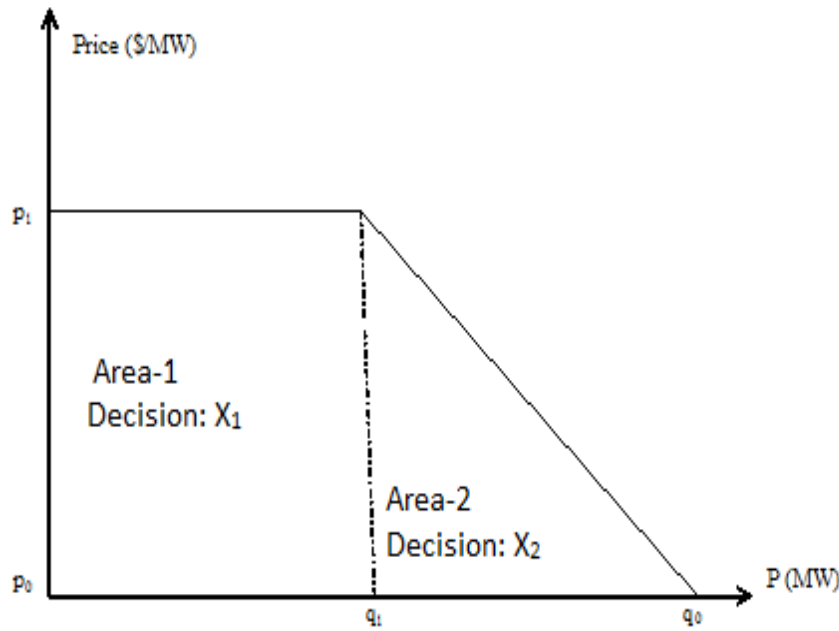 Price ($/MW)
p₁
Area-1
Decision: X₁
Area-2
Decision: X₂
p₀
P (MW)
q₁
q₀